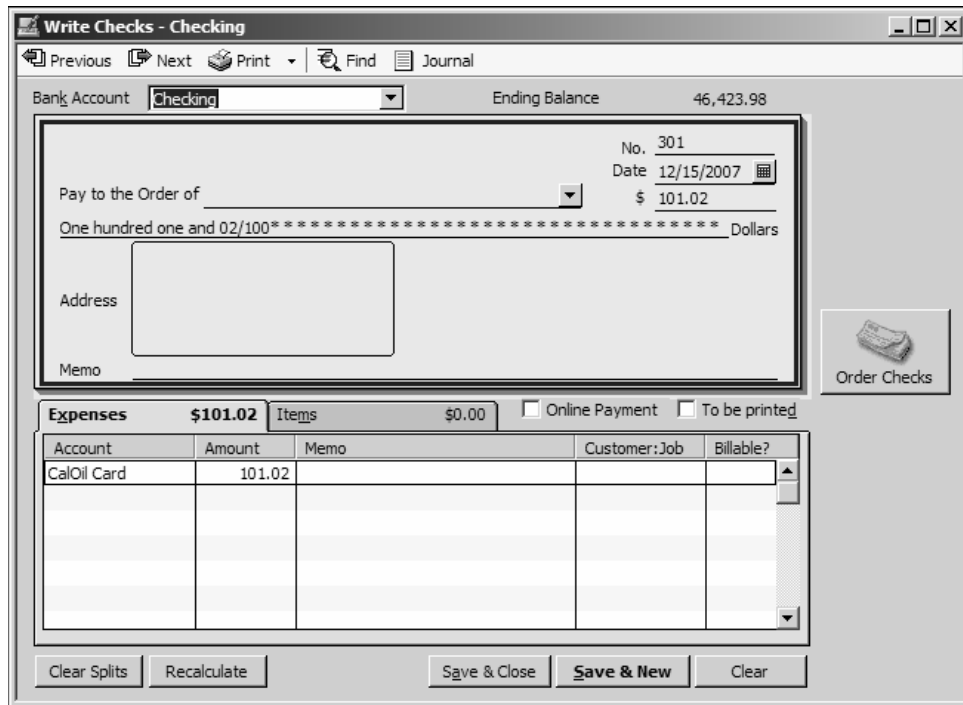 Write Checks - Checking
Previous Next Print Find Journal
Bank Account Checking Ending Balance 46,423.98
No. 301
Date 12/15/2007
Pay to the Order of $ 101.02
One hundred one and 02/100* * * * * * * * * * * * * * * * * * * * * * * * * * * * * * * * * * Dollars
Address
Memo
Order Checks
Expenses $101.02 Items $0.00 Online Payment To be printed
Account Amount Memo Customer:Job Billable?
CalOil Card 101.02
Clear Splits Recalculate Save & Close Save & New Clear